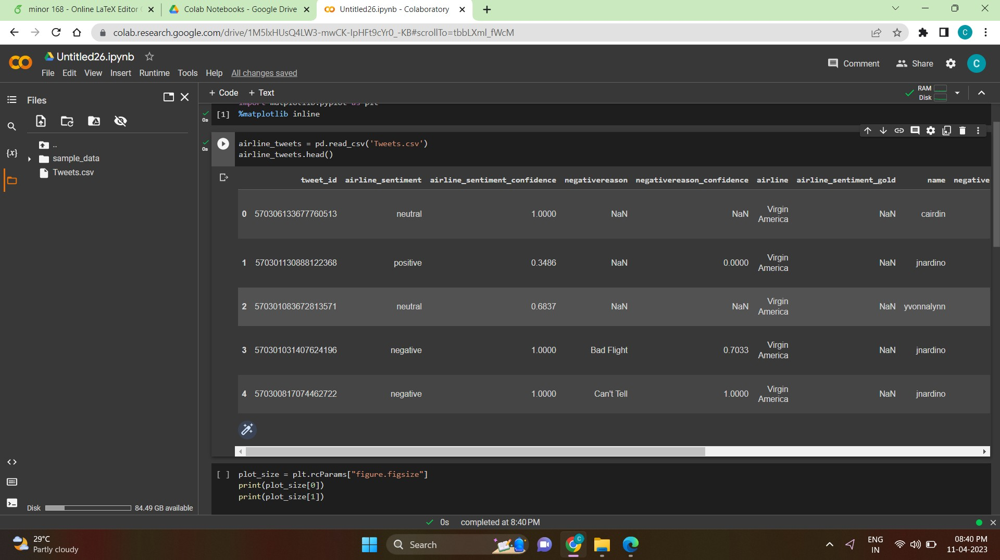 minor 168 - Online LaTeX Editor
Colab Notebooks - Google Drive
Untitled26.ipynb - Colaboratory
colab.research.google.com/drive/1M5lxHUsQ4LW3-mwCK-IpHFt9cYr0_-KB#scrollTo=tbbLXml_fWcM
C
Untitled26.ipynb
File Edit View Insert Runtime Tools Help All changes saved
Comment Share C
Files
+ Code + Text
RAM
Disk
..
sample_data
Tweets.csv
{x}
import matplotlib.pyplot as plt
[1] %matplotlib inline
0s
airline_tweets = pd.read_csv('Tweets.csv')
airline_tweets.head()
0s
tweet_id airline_sentiment airline_sentiment_confidence negativereason negativereason_confidence airline airline_sentiment_gold name negative
0 570306133677760513 neutral 1.0000 NaN NaN Virgin America NaN cairdin
1 570301130888122368 positive 0.3486 NaN 0.0000 Virgin America NaN jnardino
2 570301083672813571 neutral 0.6837 NaN NaN Virgin America NaN yvonnalynn
3 570301031407624196 negative 1.0000 Bad Flight 0.7033 Virgin America NaN jnardino
4 570300817074462722 negative 1.0000 Can't Tell 1.0000 Virgin America NaN jnardino
[ ] plot_size = plt.rcParams["figure.figsize"]
print(plot_size[0])
print(plot_size[1])
Disk 84.49 GB available
0s completed at 8:40 PM
29°C
Partly cloudy
Search
C
ENG
IN
08:40 PM
11-04-2023